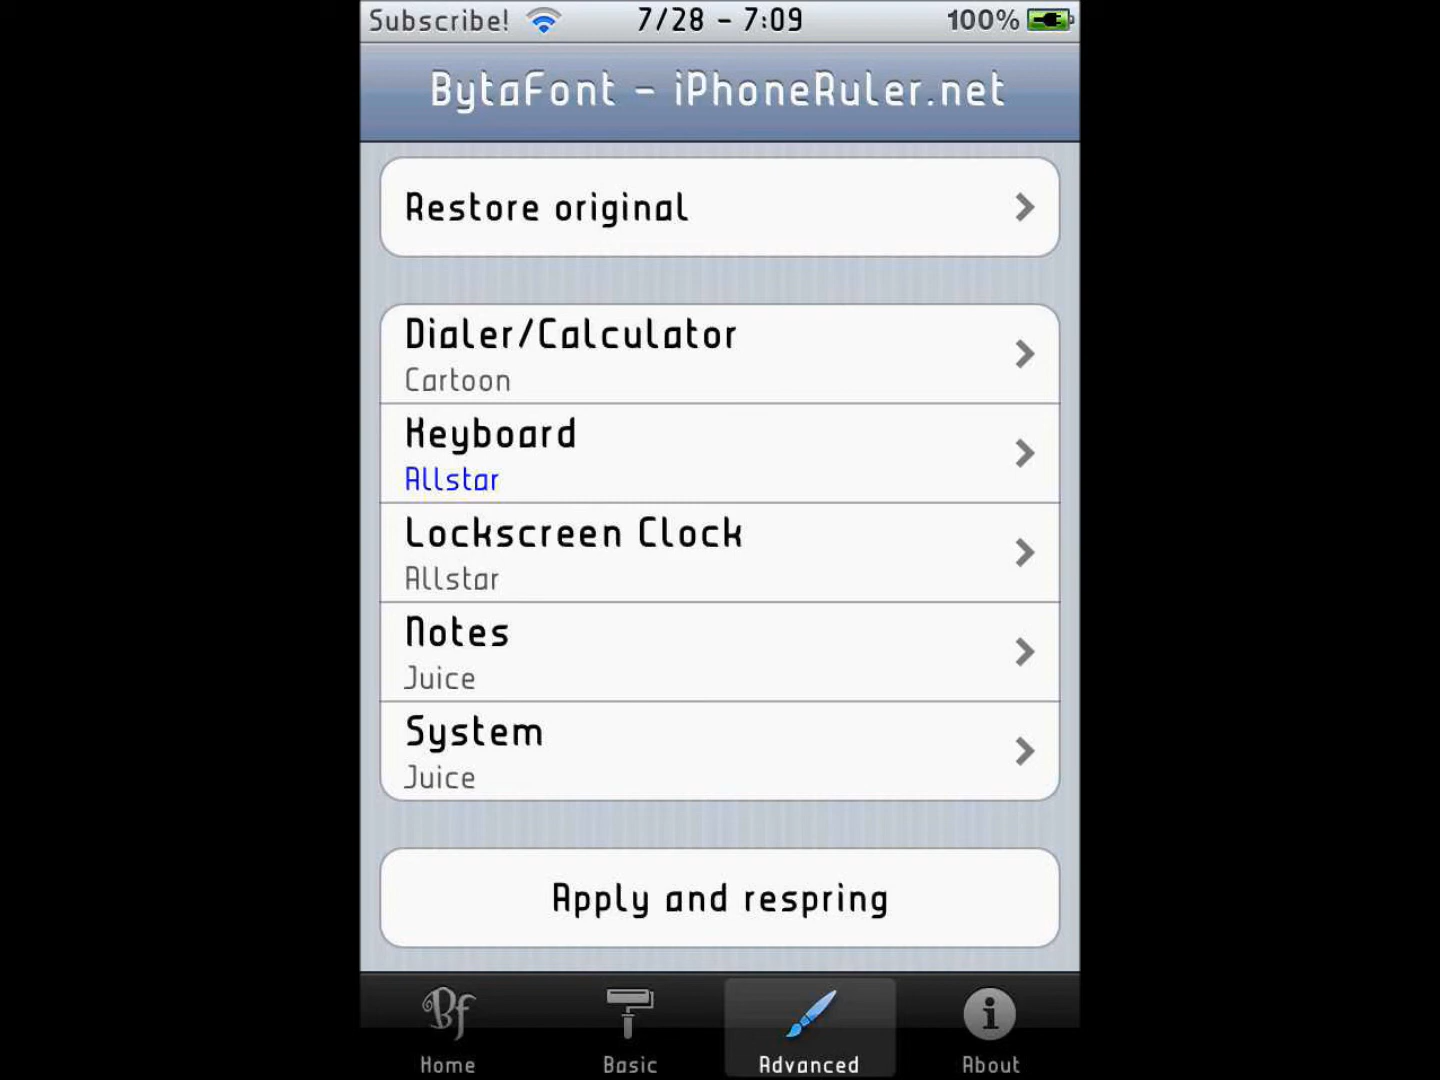 Subscribe! 7/28 - 7:09 100%
BytaFont - iPhoneRuler.net
Restore original
Dialer/Calculator
Cartoon
Keyboard
Allstar
Lockscreen Clock
Allstar
Notes
Juice
System
Juice
Apply and respring
Bf
Home Basic Advanced About